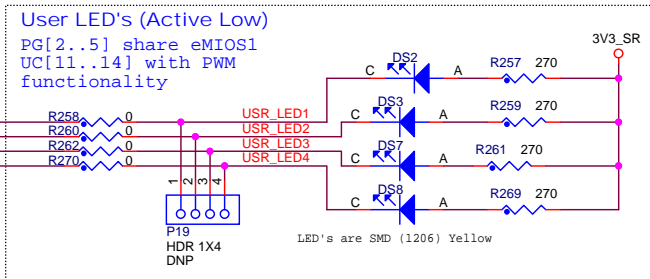 User LED's (Active Low)
PG[2..5] share eMIOS1
UC[11..14] with PWM
functionality
3V3_SR
DS2
C A
R257 270
R258 0
USR_LED1
DS3
C A
R259 270
R260 0
USR_LED2
R262 0
USR_LED3
DS7
C A
R261 270
R270 0
USR_LED4
DS8
C A
R269 270
1 2 3 4
P19
HDR 1X4
DNP
LED's are SMD (1206) Yellow